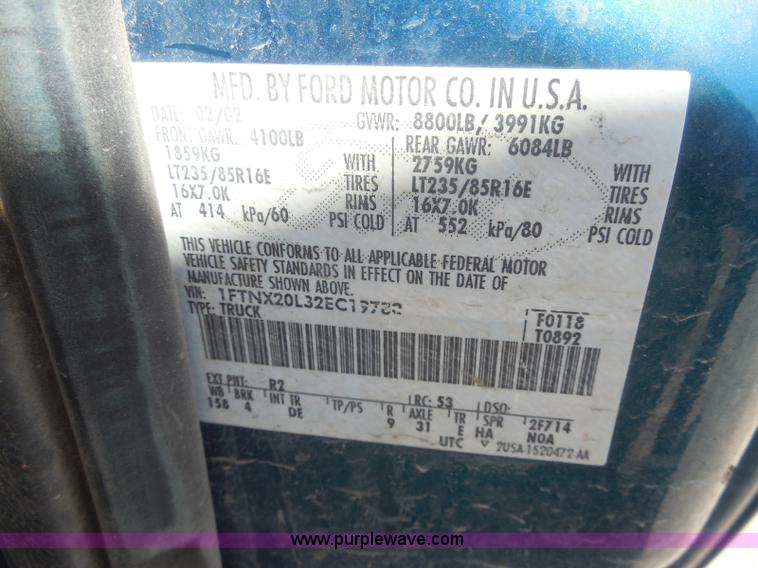 MFD. BY FORD MOTOR CO. IN U.S.A.
DATE: 02/02 GVWR: 8800LB/ 3991KG
FRONT GAWR: 4100LB REAR GAWR: 6084LB
1859KG WITH 2759KG WITH
LT235/85R16E TIRES LT235/85R16E TIRES
16X7.0K RIMS 16X7.0K RIMS
AT 414 kPa/60 PSI COLD AT 552 kPa/80 PSI COLD
THIS VEHICLE CONFORMS TO ALL APPLICABLE FEDERAL MOTOR
VEHICLE SAFETY STANDARDS IN EFFECT ON THE DATE OF
MANUFACTURE SHOWN ABOVE.
VIN:
TYPE: TRUCK
F0118
T0892
EXT PNT: R2 RC: 53 DSO:
WB BRK INT TR TP/PS R AXLE TR SPR 2F714
158 4 DE 9 31 E HA NOA
UTC
www.purplewave.com